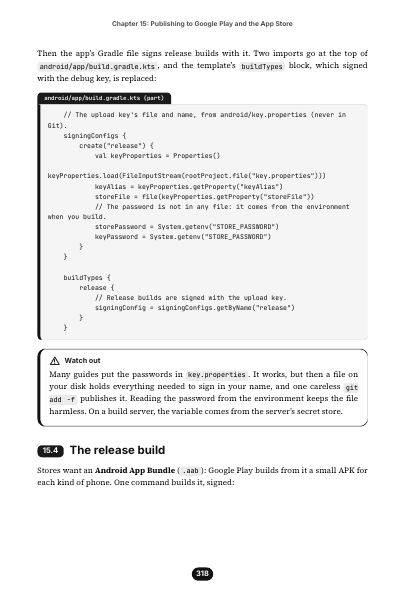 Chapter 15: Publishing to Google Play and the App Store
Then the app's Gradle file signs release builds with it. Two imports go at the top of
android/app/build.gradle.kts, and the template's buildTypes block, which signed
with the debug key, is replaced:
android/app/build.gradle.kts (part)
// The upload key's file and name, from android/key.properties (never in
Git).
signingConfigs {
create("release") {
val keyProperties = Properties()
keyProperties.load(FileInputStream(rootProject.file("key.properties")))
keyAlias = keyProperties.getProperty("keyAlias")
storeFile = file(keyProperties.getProperty("storeFile"))
// The password is not in any file: it comes from the environment
when you build.
storePassword = System.getenv("STORE_PASSWORD")
keyPassword = System.getenv("STORE_PASSWORD")
}
}
buildTypes {
release {
// Release builds are signed with the upload key.
signingConfig = signingConfigs.getByName("release")
}
}
Watch out
Many guides put the passwords in key.properties. It works, but then a file on
your disk holds everything needed to sign in your name, and one careless git
add -f publishes it. Reading the password from the environment keeps the file
harmless. On a build server, the variable comes from the server's secret store.
15.4 The release build
Stores want an Android App Bundle (.aab): Google Play builds from it a small APK for
each kind of phone. One command builds it, signed:
318